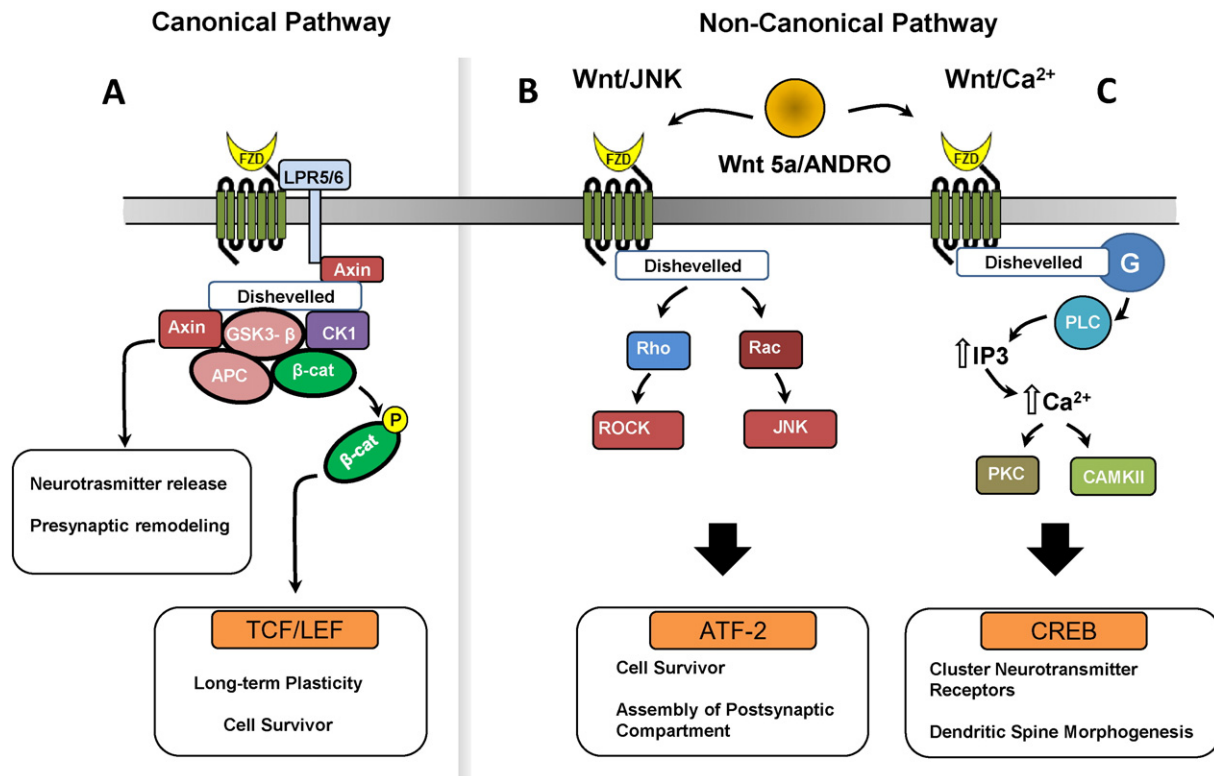 Canonical Pathway
Non-Canonical Pathway
A
B
Wnt/JNK
Wnt/Ca²⁺
C
FZD
LPR5/6
Axin
Dishevelled
Axin
GSK3- β
CK1
APC
β-cat
P
β-cat
Neurotrasmitter release
Presynaptic remodeling
TCF/LEF
Long-term Plasticity
Cell Survivor
Wnt 5a/ANDRO
FZD
Dishevelled
Rho
Rac
ROCK
JNK
ATF-2
Cell Survivor
Assembly of Postsynaptic
Compartment
FZD
Dishevelled
G
PLC
⇧IP3
⇧Ca²⁺
PKC
CAMKII
CREB
Cluster Neurotransmitter
Receptors
Dendritic Spine Morphogenesis